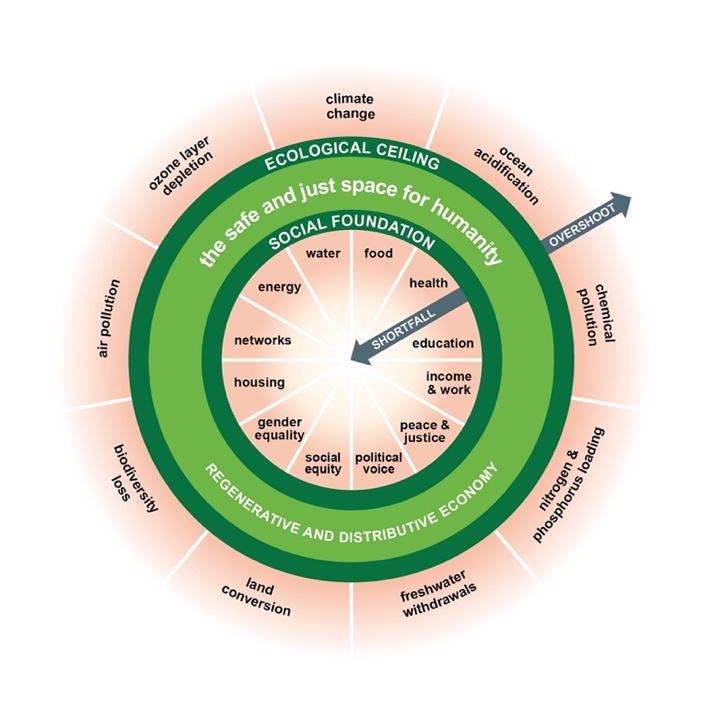 climate
change
ozone layer
depletion
ocean
acidification
ECOLOGICAL CEILING
the safe and just space for humanity
SOCIAL FOUNDATION
OVERSHOOT
water
food
energy
health
SHORTFALL
air pollution
chemical
pollution
networks
education
housing
income
& work
gender
equality
peace &
justice
social
equity
political
voice
biodiversity
loss
nitrogen &
phosphorus loading
REGENERATIVE AND DISTRIBUTIVE ECONOMY
land
conversion
freshwater
withdrawals